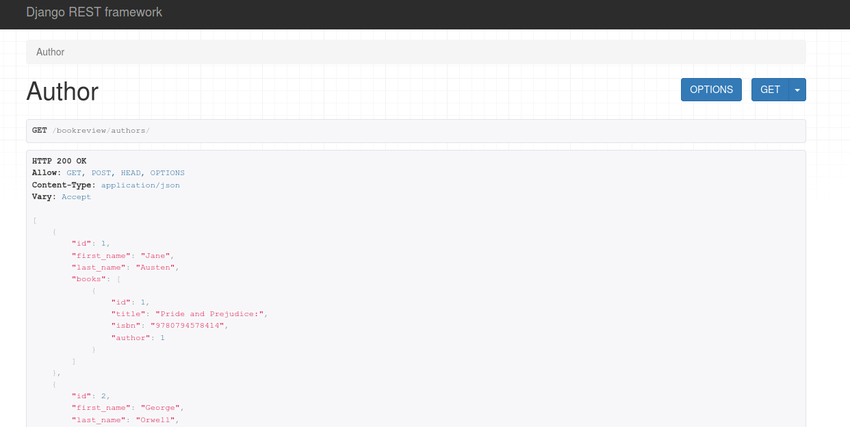 Django REST framework
Author
Author
OPTIONS
GET
GET /bookreview/authors/
HTTP 200 OK
Allow: GET, POST, HEAD, OPTIONS
Content-Type: application/json
Vary: Accept
[
{
"id": 1,
"first_name": "Jane",
"last_name": "Austen",
"books": [
{
"id": 1,
"title": "Pride and Prejudice:",
"isbn": "9780794578414",
"author": 1
}
]
},
{
"id": 2,
"first_name": "George",
"last_name": "Orwell",